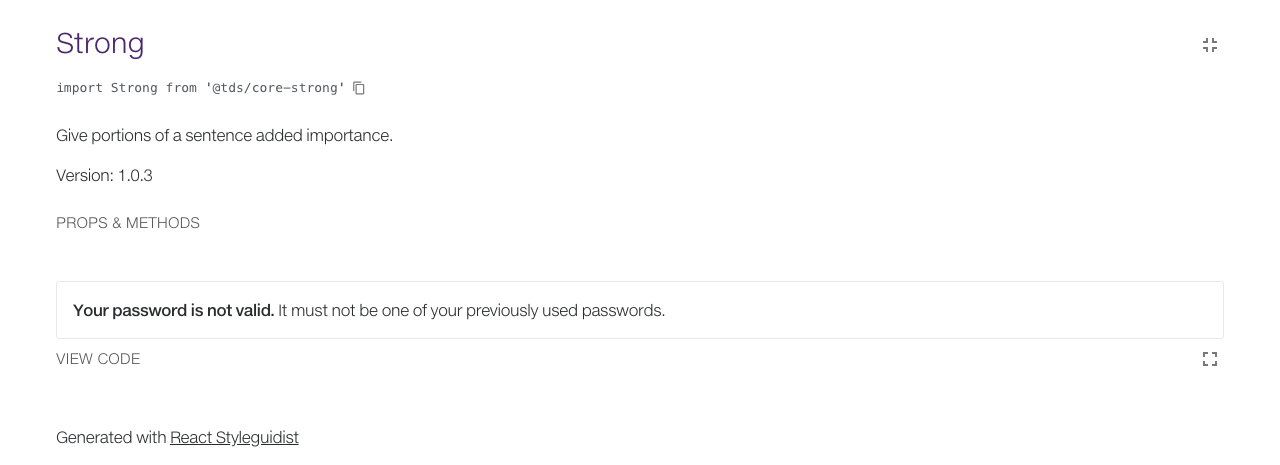 Strong
import Strong from '@tds/core-strong'
Give portions of a sentence added importance.
Version: 1.0.3
PROPS & METHODS
Your password is not valid. It must not be one of your previously used passwords.
VIEW CODE
Generated with React Styleguidist